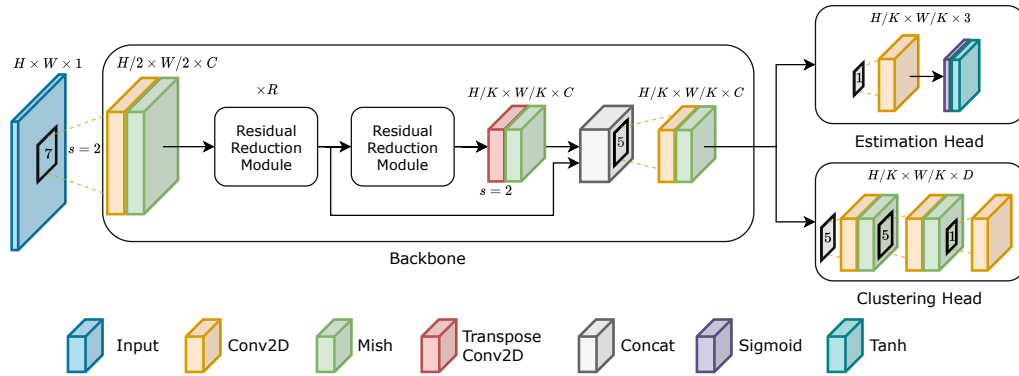 H × W × 1
7
s = 2
H/2 × W/2 × C
× R
Residual
Reduction
Module
Residual
Reduction
Module
H/K × W/K × C
s = 2
5
H/K × W/K × C
Backbone
H/K × W/K × 3
1
Estimation Head
H/K × W/K × D
5
5
1
Clustering Head
Input
Conv2D
Mish
Transpose
Conv2D
Concat
Sigmoid
Tanh